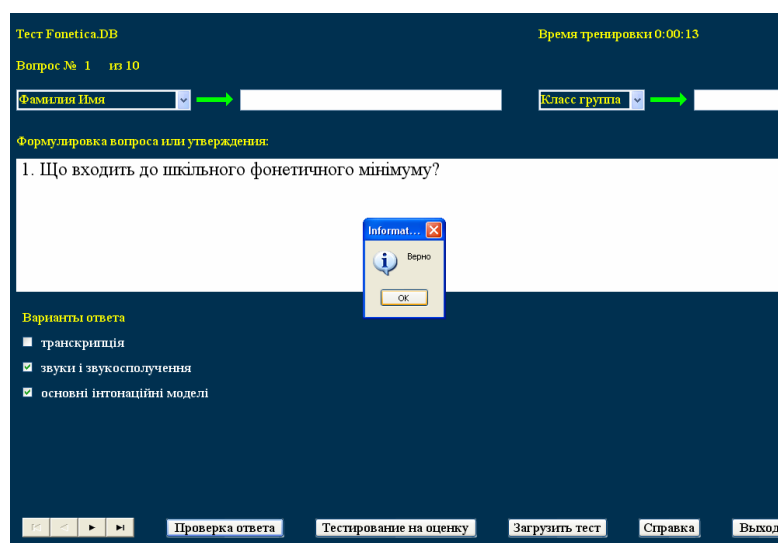 Тест Fonetica.DB
Время тренировки 0:00:13
Вопрос № 1 из 10
Фамилия Имя
Класс группа
Формулировка вопроса или утверждения:
1. Що входить до шкільного фонетичного мінімуму?
Informat...
Верно
OK
Варианты ответа
транскрипція
звуки і звукосполучення
основні інтонаційні моделі
Проверка ответа
Тестирование на оценку
Загрузить тест
Справка
Выход